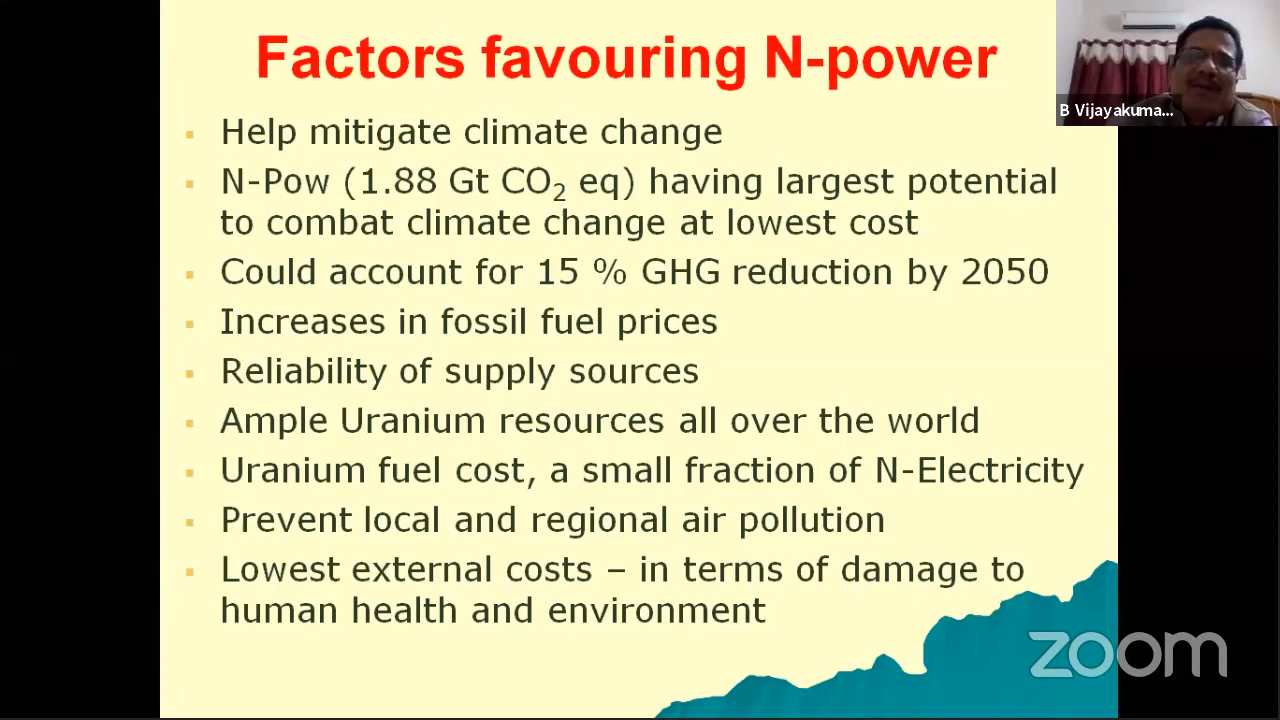 Factors favouring N-power
B Vijayakuma...
▪ Help mitigate climate change
▪ N-Pow (1.88 Gt CO₂ eq) having largest potential
to combat climate change at lowest cost
▪ Could account for 15 % GHG reduction by 2050
▪ Increases in fossil fuel prices
▪ Reliability of supply sources
▪ Ample Uranium resources all over the world
▪ Uranium fuel cost, a small fraction of N-Electricity
▪ Prevent local and regional air pollution
▪ Lowest external costs – in terms of damage to
human health and environment
zoom